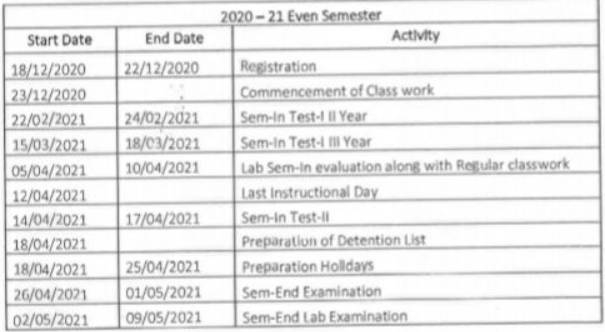 2020 – 21 Even Semester
Start Date End Date Activity
18/12/2020 22/12/2020 Registration
23/12/2020 Commencement of Class work
22/02/2021 24/02/2021 Sem-In Test-I II Year
15/03/2021 18/03/2021 Sem-In Test-I III Year
05/04/2021 10/04/2021 Lab Sem-In evaluation along with Regular classwork
12/04/2021 Last Instructional Day
14/04/2021 17/04/2021 Sem-In Test-II
18/04/2021 Preparation of Detention List
18/04/2021 25/04/2021 Preparation Holidays
26/04/2021 01/05/2021 Sem-End Examination
02/05/2021 09/05/2021 Sem-End Lab Examination